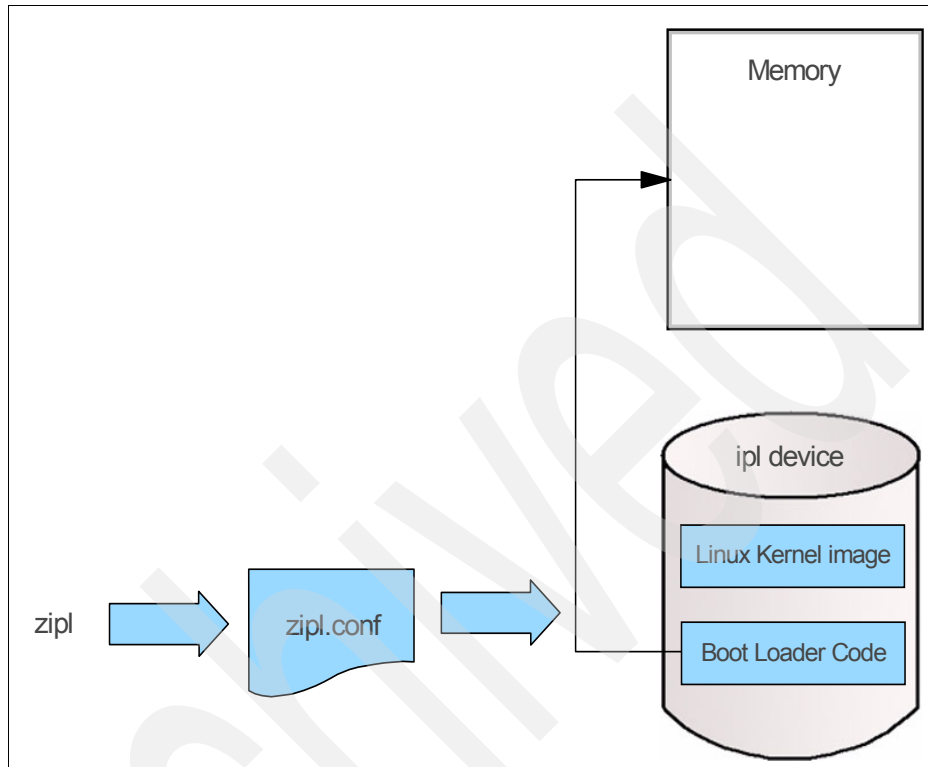 Memory
ipl device
Linux Kernel image
Boot Loader Code
zipl
zipl.conf